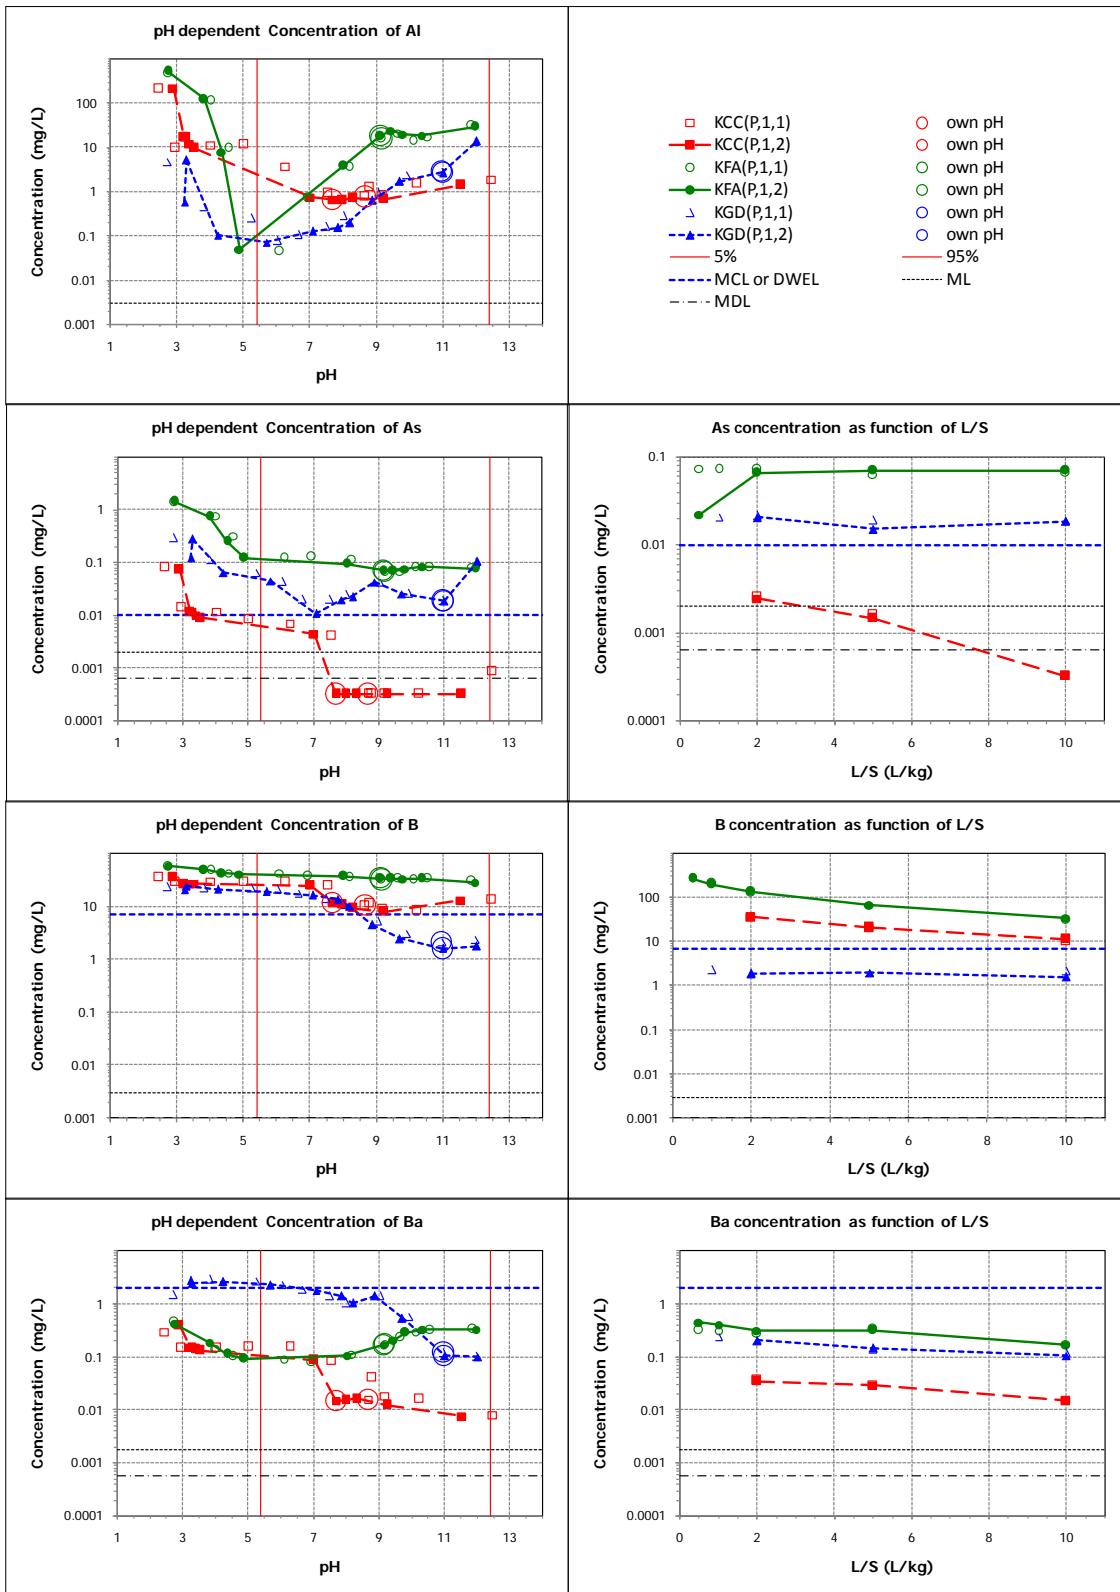 pH dependent Concentration of Al
Concentration (mg/L)
100
10
1
0.1
0.01
0.001
1 3 5 7 9 11 13
pH
KCC(P,1,1) own pH
KCC(P,1,2) own pH
KFA(P,1,1) own pH
KFA(P,1,2) own pH
KGD(P,1,1) own pH
KGD(P,1,2) own pH
5% 95%
MCL or DWEL ML
MDL
pH dependent Concentration of As
Concentration (mg/L)
1
0.1
0.01
0.001
0.0001
1 3 5 7 9 11 13
pH
As concentration as function of L/S
Concentration (mg/L)
0.1
0.01
0.001
0.0001
0 2 4 6 8 10
L/S (L/kg)
pH dependent Concentration of B
Concentration (mg/L)
10
1
0.1
0.01
0.001
1 3 5 7 9 11 13
pH
B concentration as function of L/S
Concentration (mg/L)
100
10
1
0.1
0.01
0.001
0 2 4 6 8 10
L/S (L/kg)
pH dependent Concentration of Ba
Concentration (mg/L)
1
0.1
0.01
0.001
0.0001
1 3 5 7 9 11 13
pH
Ba concentration as function of L/S
Concentration (mg/L)
1
0.1
0.01
0.001
0.0001
0 2 4 6 8 10
L/S (L/kg)